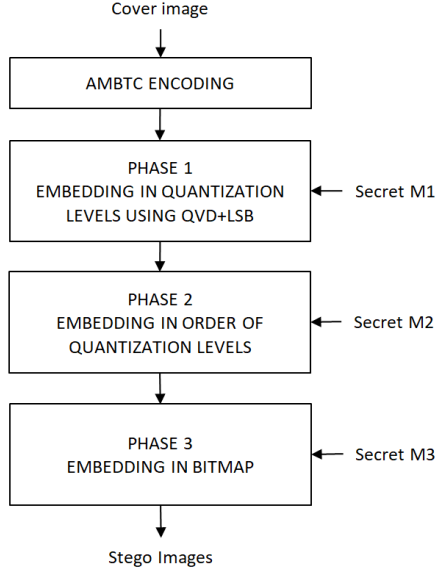 Cover image
AMBTC ENCODING
PHASE 1
EMBEDDING IN QUANTIZATION
LEVELS USING QVD+LSB
Secret M1
PHASE 2
EMBEDDING IN ORDER OF
QUANTIZATION LEVELS
Secret M2
PHASE 3
EMBEDDING IN BITMAP
Secret M3
Stego Images